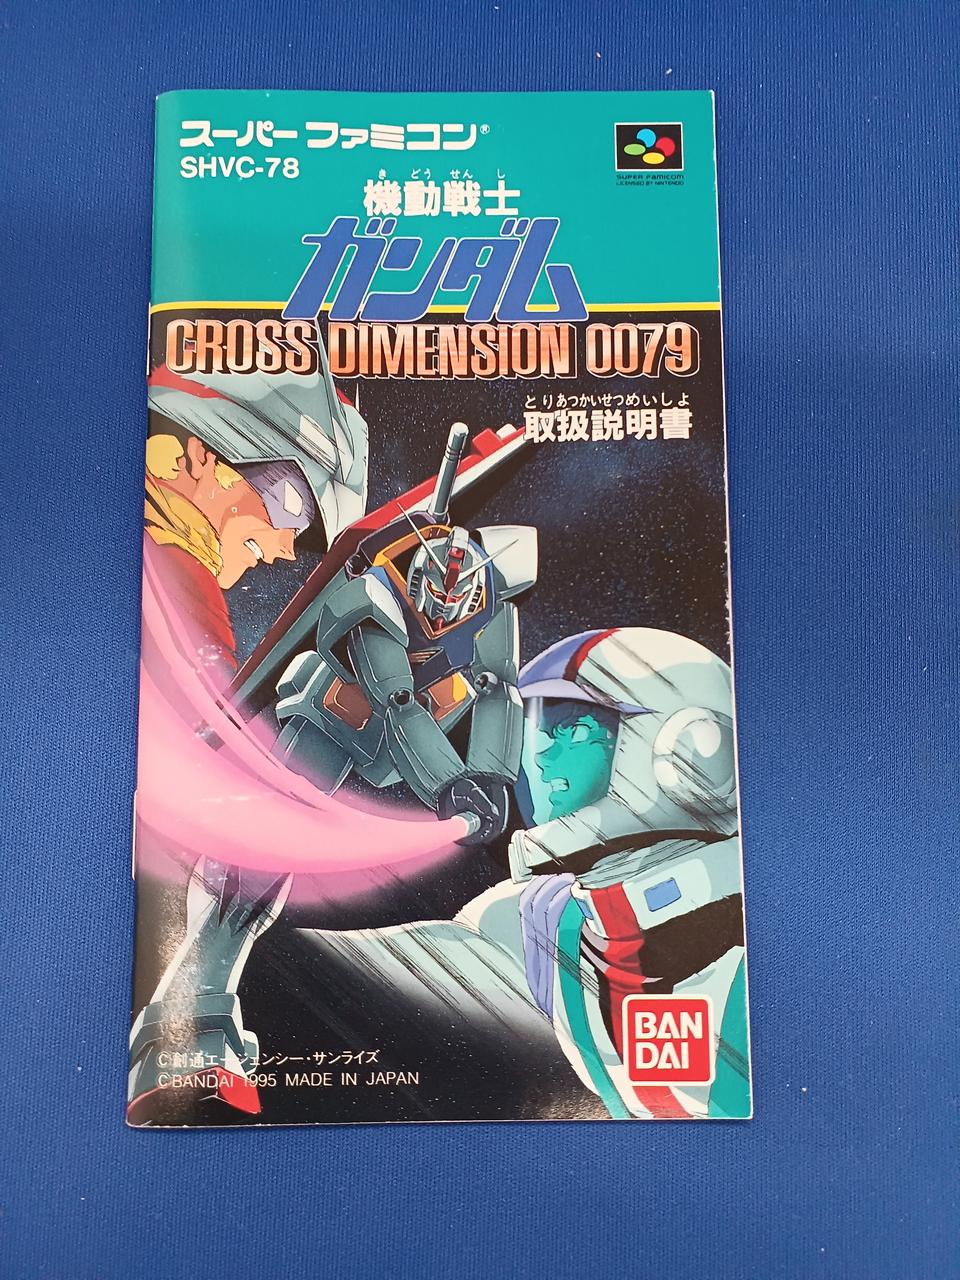 スーパーファミコン®
SHVC-78
SUPER FAMICOM
LICENSED BY NINTENDO
き どう せん し
機動戦士
ガンダム
CROSS DIMENSION 0079
とりあつかいせつめいしょ
取扱説明書
©創通エージェンシー・サンライズ
©BANDAI 1995 MADE IN JAPAN
BAN
DAI